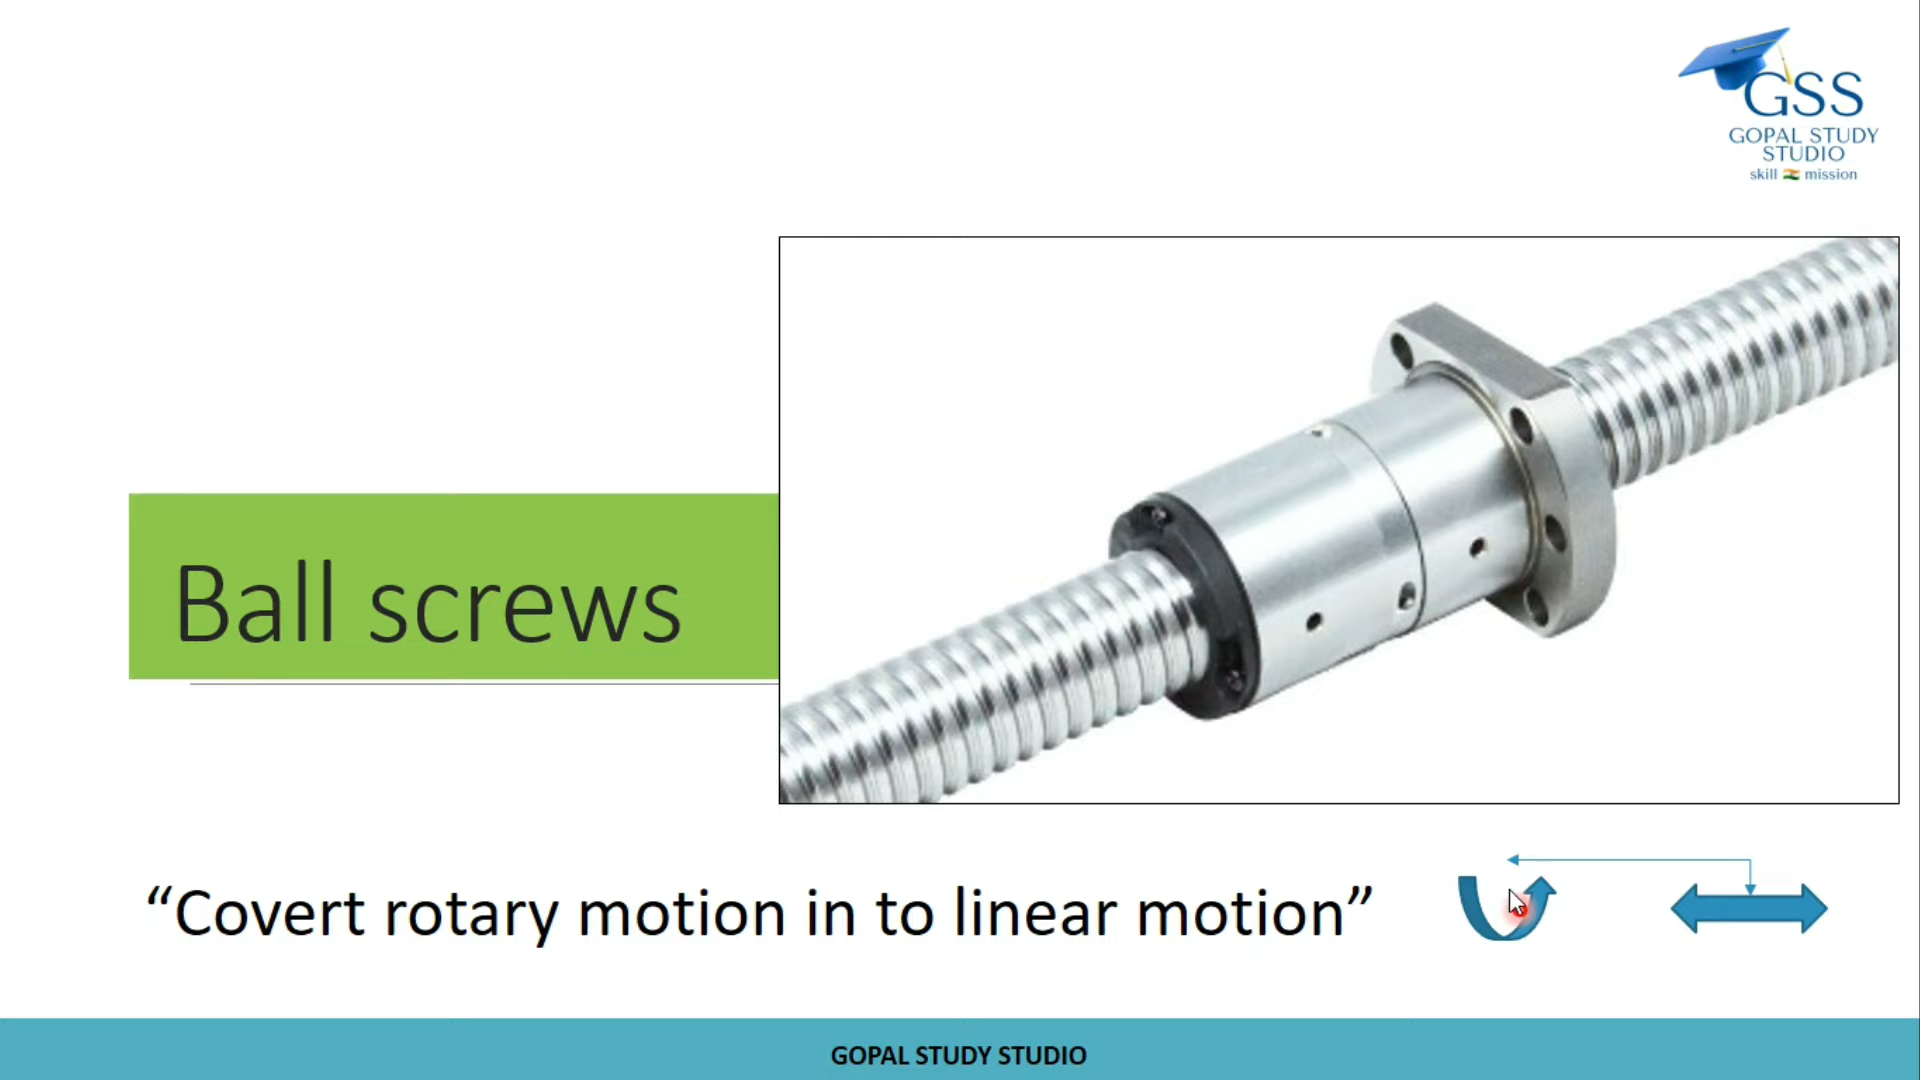 GSS
GOPAL STUDY
STUDIO
skill mission
Ball screws
“Covert rotary motion in to linear motion”
GOPAL STUDY STUDIO